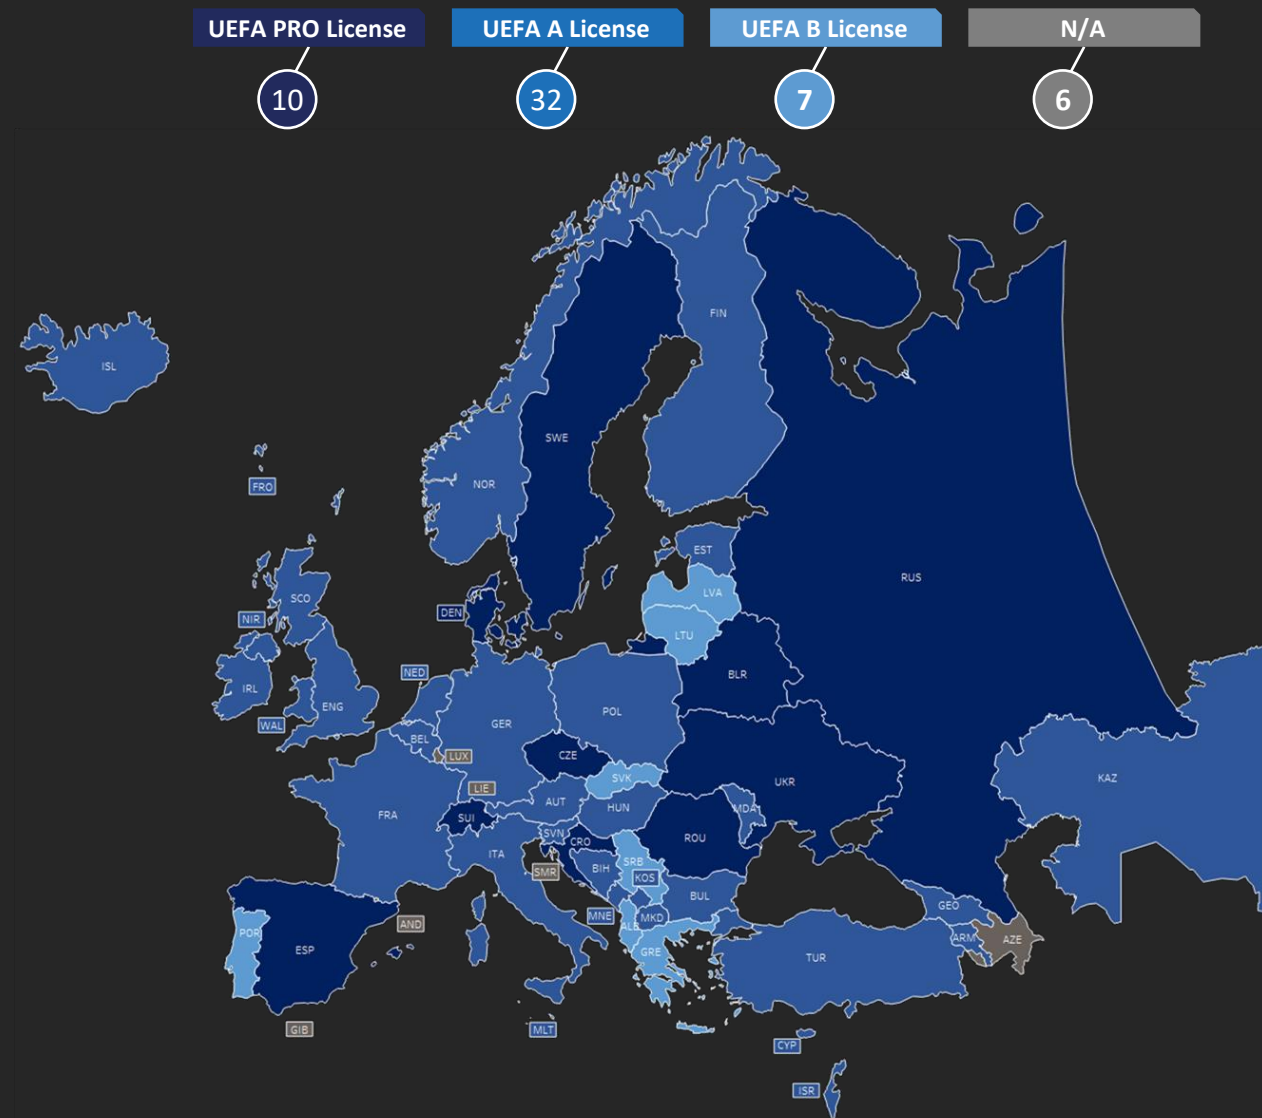 UEFA PRO License UEFA A License UEFA B License N/A
10 32 7 6
FIN
ISL
SWE
NOR
FRO
EST
RUS
LVA
SCO
DEN
NIR
LTU
NED
BLR
IRL
ENG
POL
WAL
GER
BEL
LUX
CZE
SVK
KAZ
UKR
LIE
AUT
HUN
MDA
FRA
SUI
SVN
ROU
CRO
ITA
SRB
BIH
SMR
KOS
BUL
GEO
MNE
MKD
AND
ALB
POR
ARM
AZE
ESP
GRE
TUR
GIB
MLT
CYP
ISR